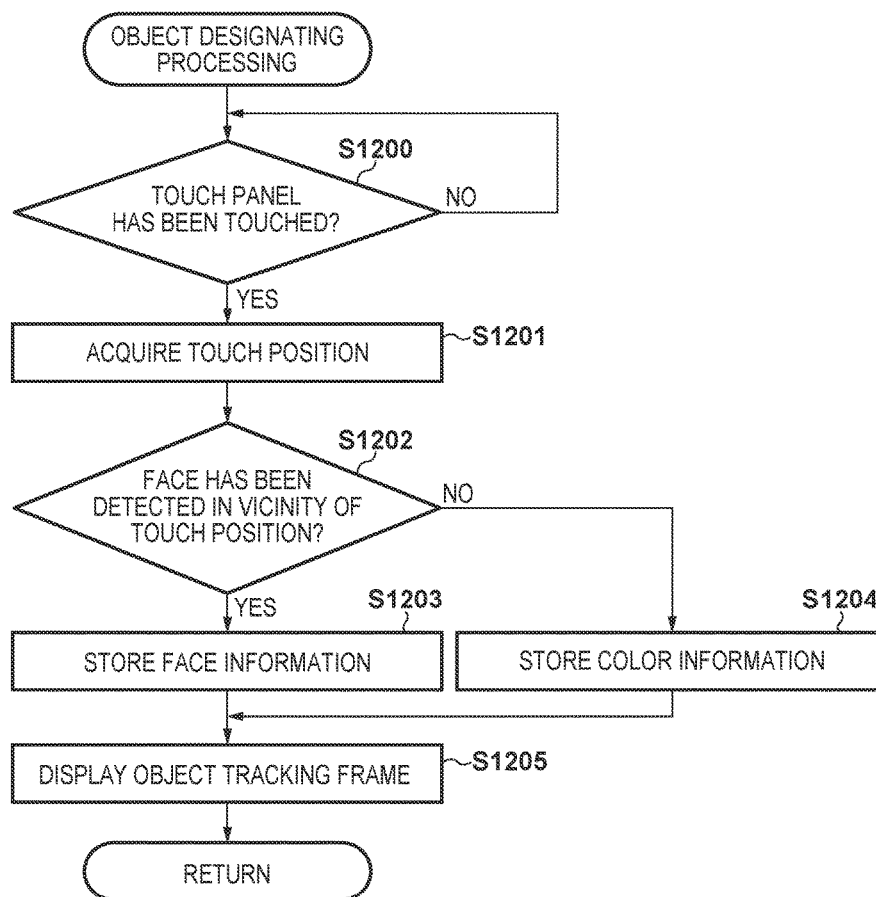 OBJECT DESIGNATING
PROCESSING
S1200
TOUCH PANEL
HAS BEEN TOUCHED?
NO
YES
S1201
ACQUIRE TOUCH POSITION
S1202
FACE HAS BEEN
DETECTED IN VICINITY OF
TOUCH POSITION?
NO
YES
S1203
STORE FACE INFORMATION
S1204
STORE COLOR INFORMATION
S1205
DISPLAY OBJECT TRACKING FRAME
RETURN